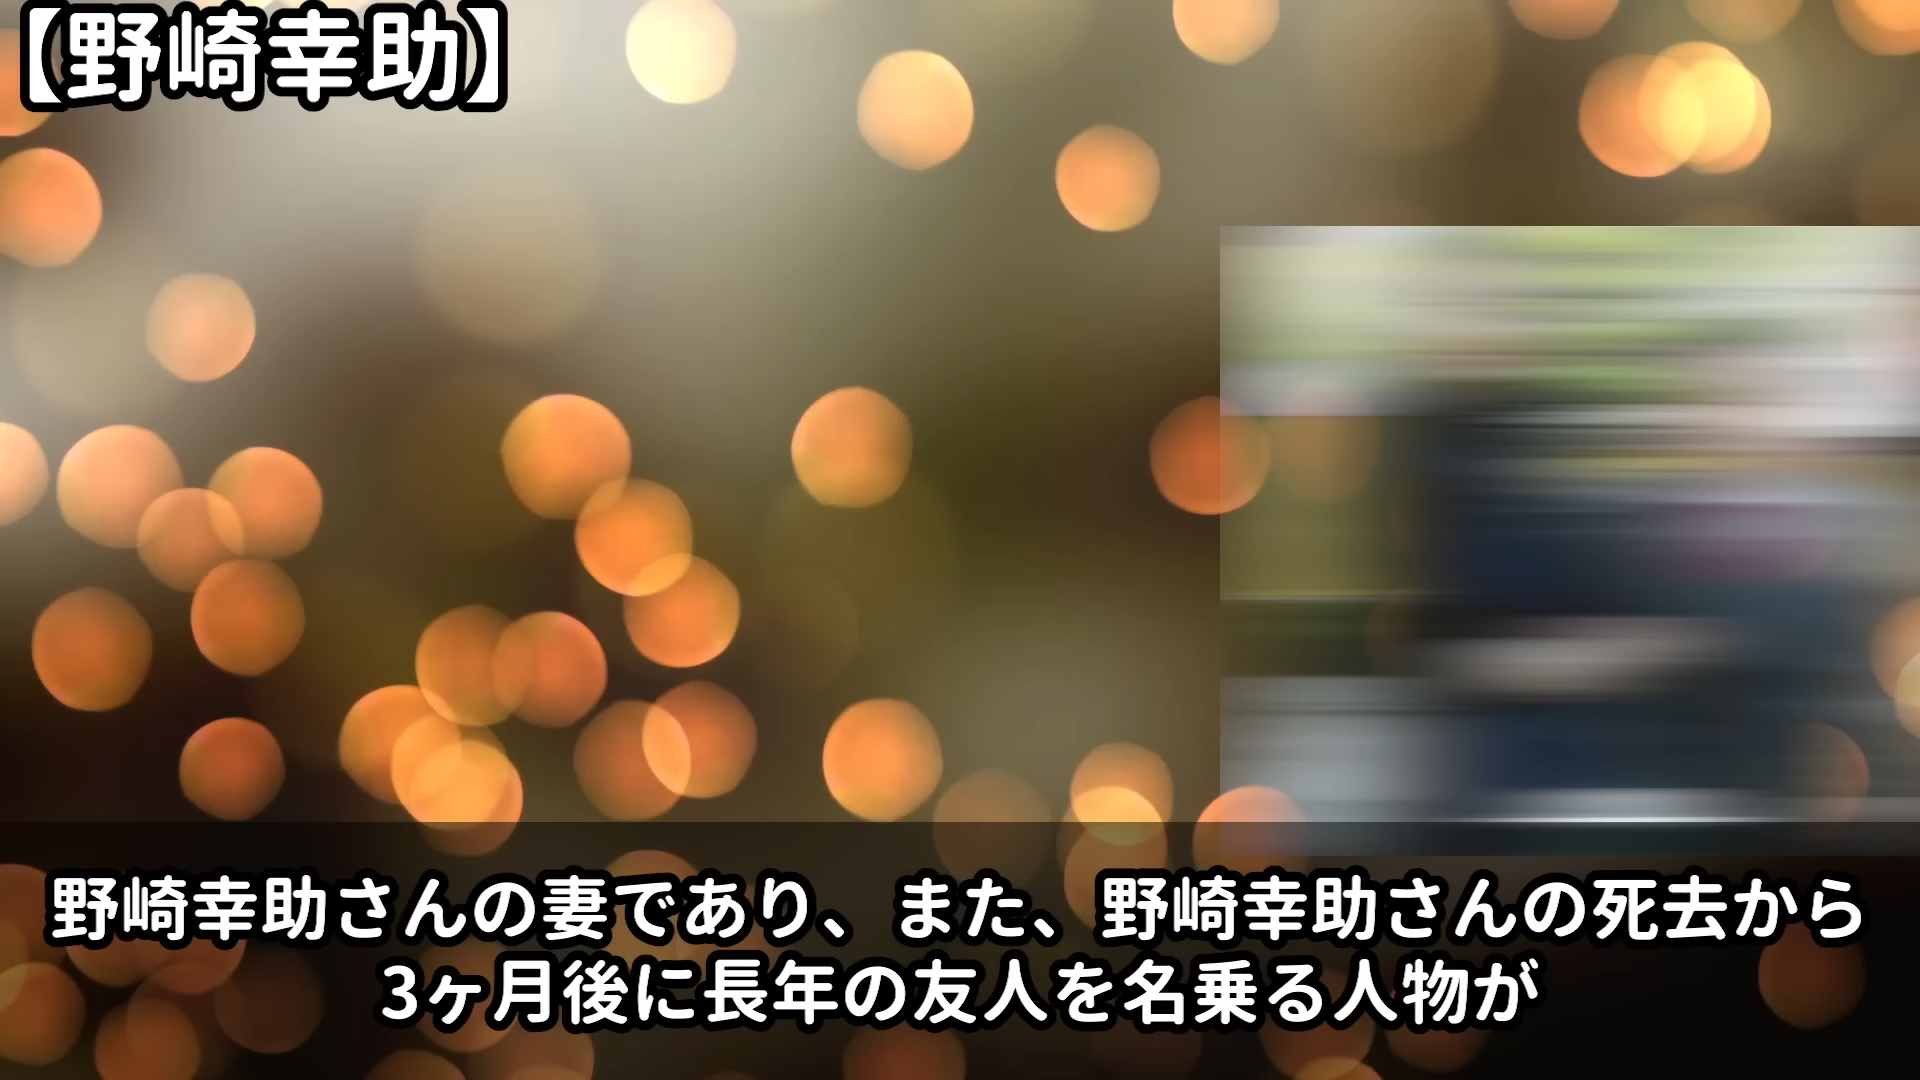 【野崎幸助】
野崎幸助さんの妻であり、また、野崎幸助さんの死去から
3ヶ月後に長年の友人を名乗る人物が